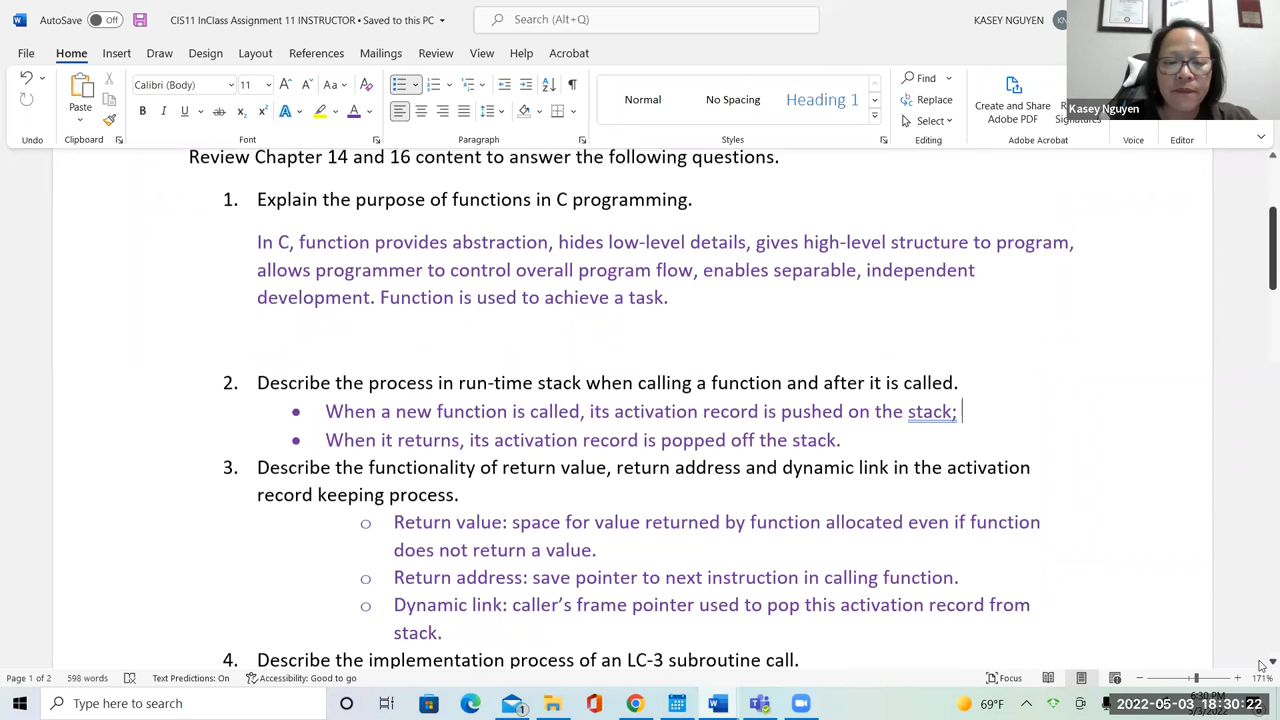 AutoSave Off CIS11 InClass Assignment 11 INSTRUCTOR • Saved to this PC Search (Alt+Q) KASEY NGUYEN KN
File Home Insert Draw Design Layout References Mailings Review View Help Acrobat
Paste Calibri (Body) 11 Normal No Spacing Heading 1 Find Replace Select Create and Share Adobe PDF Signatures
Kasey Nguyen
Undo Clipboard Font Paragraph Styles Editing Adobe Acrobat Voice Editor
Review Chapter 14 and 16 content to answer the following questions.
1. Explain the purpose of functions in C programming.
In C, function provides abstraction, hides low-level details, gives high-level structure to program,
allows programmer to control overall program flow, enables separable, independent
development. Function is used to achieve a task.
2. Describe the process in run-time stack when calling a function and after it is called.
• When a new function is called, its activation record is pushed on the stack;
• When it returns, its activation record is popped off the stack.
3. Describe the functionality of return value, return address and dynamic link in the activation
record keeping process.
o Return value: space for value returned by function allocated even if function
does not return a value.
o Return address: save pointer to next instruction in calling function.
o Dynamic link: caller's frame pointer used to pop this activation record from
stack.
4. Describe the implementation process of an LC-3 subroutine call.
Page 1 of 2 598 words Text Predictions: On Accessibility: Good to go Focus 171%
Type here to search 69°F 6:30 PM
5/3/2022
2022-05-03 18:30:22